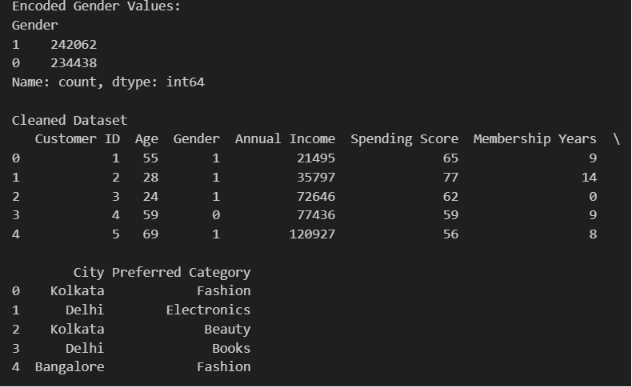 Encoded Gender Values:
Gender
1    242062
0    234438
Name: count, dtype: int64
Cleaned Dataset
   Customer ID  Age  Gender  Annual Income  Spending Score  Membership Years  \
0            1   55       1          21495              65                 9
1            2   28       1          35797              77                14
2            3   24       1          72646              62                 0
3            4   59       0          77436              59                 9
4            5   69       1         120927              56                 8
        City Preferred Category
0    Kolkata            Fashion
1      Delhi        Electronics
2    Kolkata             Beauty
3      Delhi              Books
4  Bangalore            Fashion